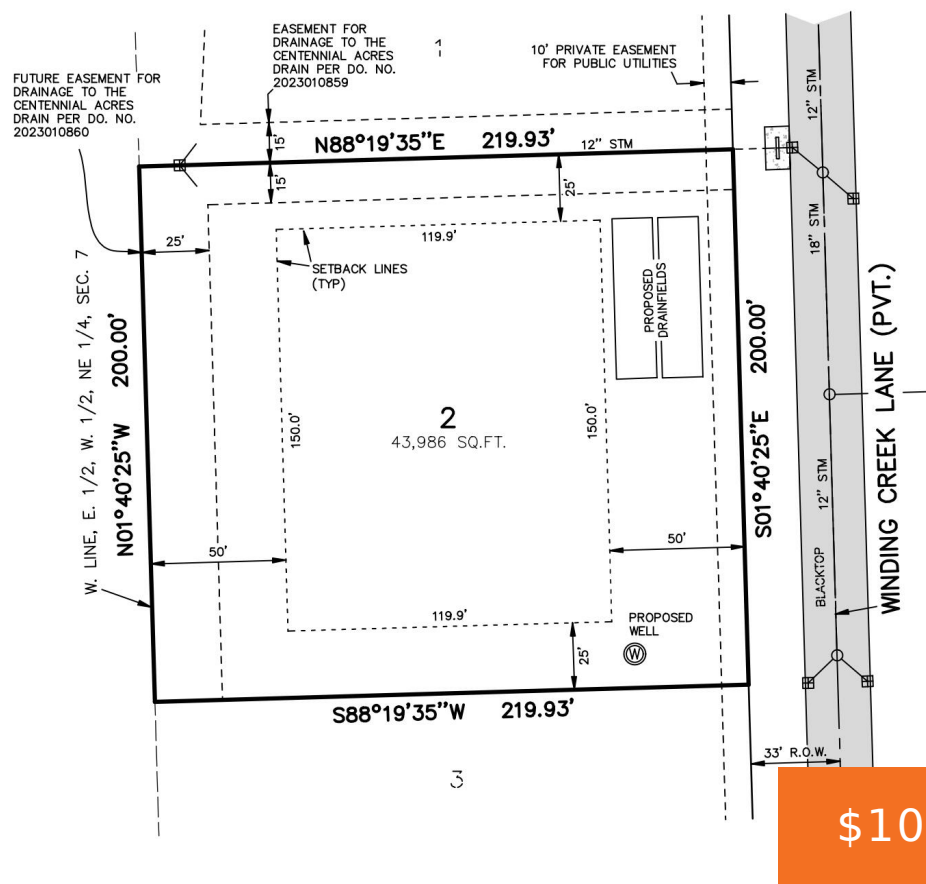 EASEMENT FOR
DRAINAGE TO THE
CENTENNIAL ACRES
DRAIN PER DO. NO.
2023010859
1
10' PRIVATE EASEMENT
FOR PUBLIC UTILITIES
FUTURE EASEMENT FOR
DRAINAGE TO THE
CENTENNIAL ACRES
DRAIN PER DO. NO.
2023010860
12" STM
15'
N88°19'35"E 219.93'
12" STM
15'
25'
25'
119.9'
SETBACK LINES
(TYP)
18" STM
W. LINE, E. 1/2, W. 1/2, NE 1/4, SEC. 7
N01°40'25"W 200.00'
150.0'
2
43,986 SQ.FT.
150.0'
PROPOSED
DRAINFIELDS
S01°40'25"E 200.00'
WINDING CREEK LANE (PVT.)
12" STM
BLACKTOP
50'
50'
119.9'
25'
PROPOSED
WELL
W
S88°19'35"W 219.93'
3
33' R.O.W.
$10